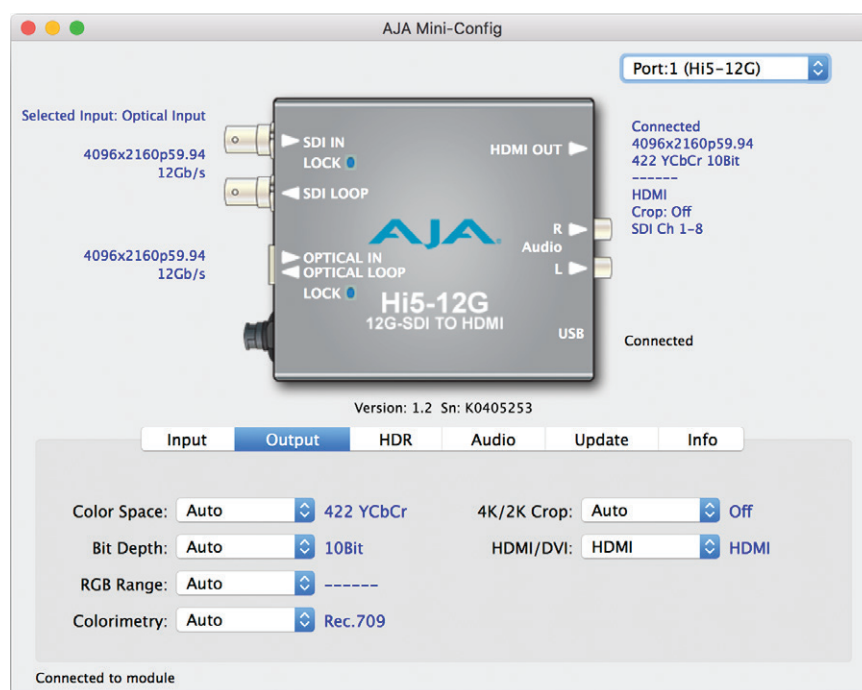 AJA Mini-Config
Port:1 (Hi5-12G)
Selected Input: Optical Input
4096x2160p59.94
12Gb/s
4096x2160p59.94
12Gb/s
SDI IN
LOCK
SDI LOOP
OPTICAL IN
OPTICAL LOOP
LOCK
HDMI OUT
AJA
R
Audio
L
Hi5-12G
12G-SDI TO HDMI
USB
Connected
4096x2160p59.94
422 YCbCr 10Bit
------
HDMI
Crop: Off
SDI Ch 1-8
Connected
Version: 1.2 Sn: K0405253
Input Output HDR Audio Update Info
Color Space: Auto 422 YCbCr
Bit Depth: Auto 10Bit
RGB Range: Auto ------
Colorimetry: Auto Rec.709
4K/2K Crop: Auto Off
HDMI/DVI: HDMI HDMI
Connected to module